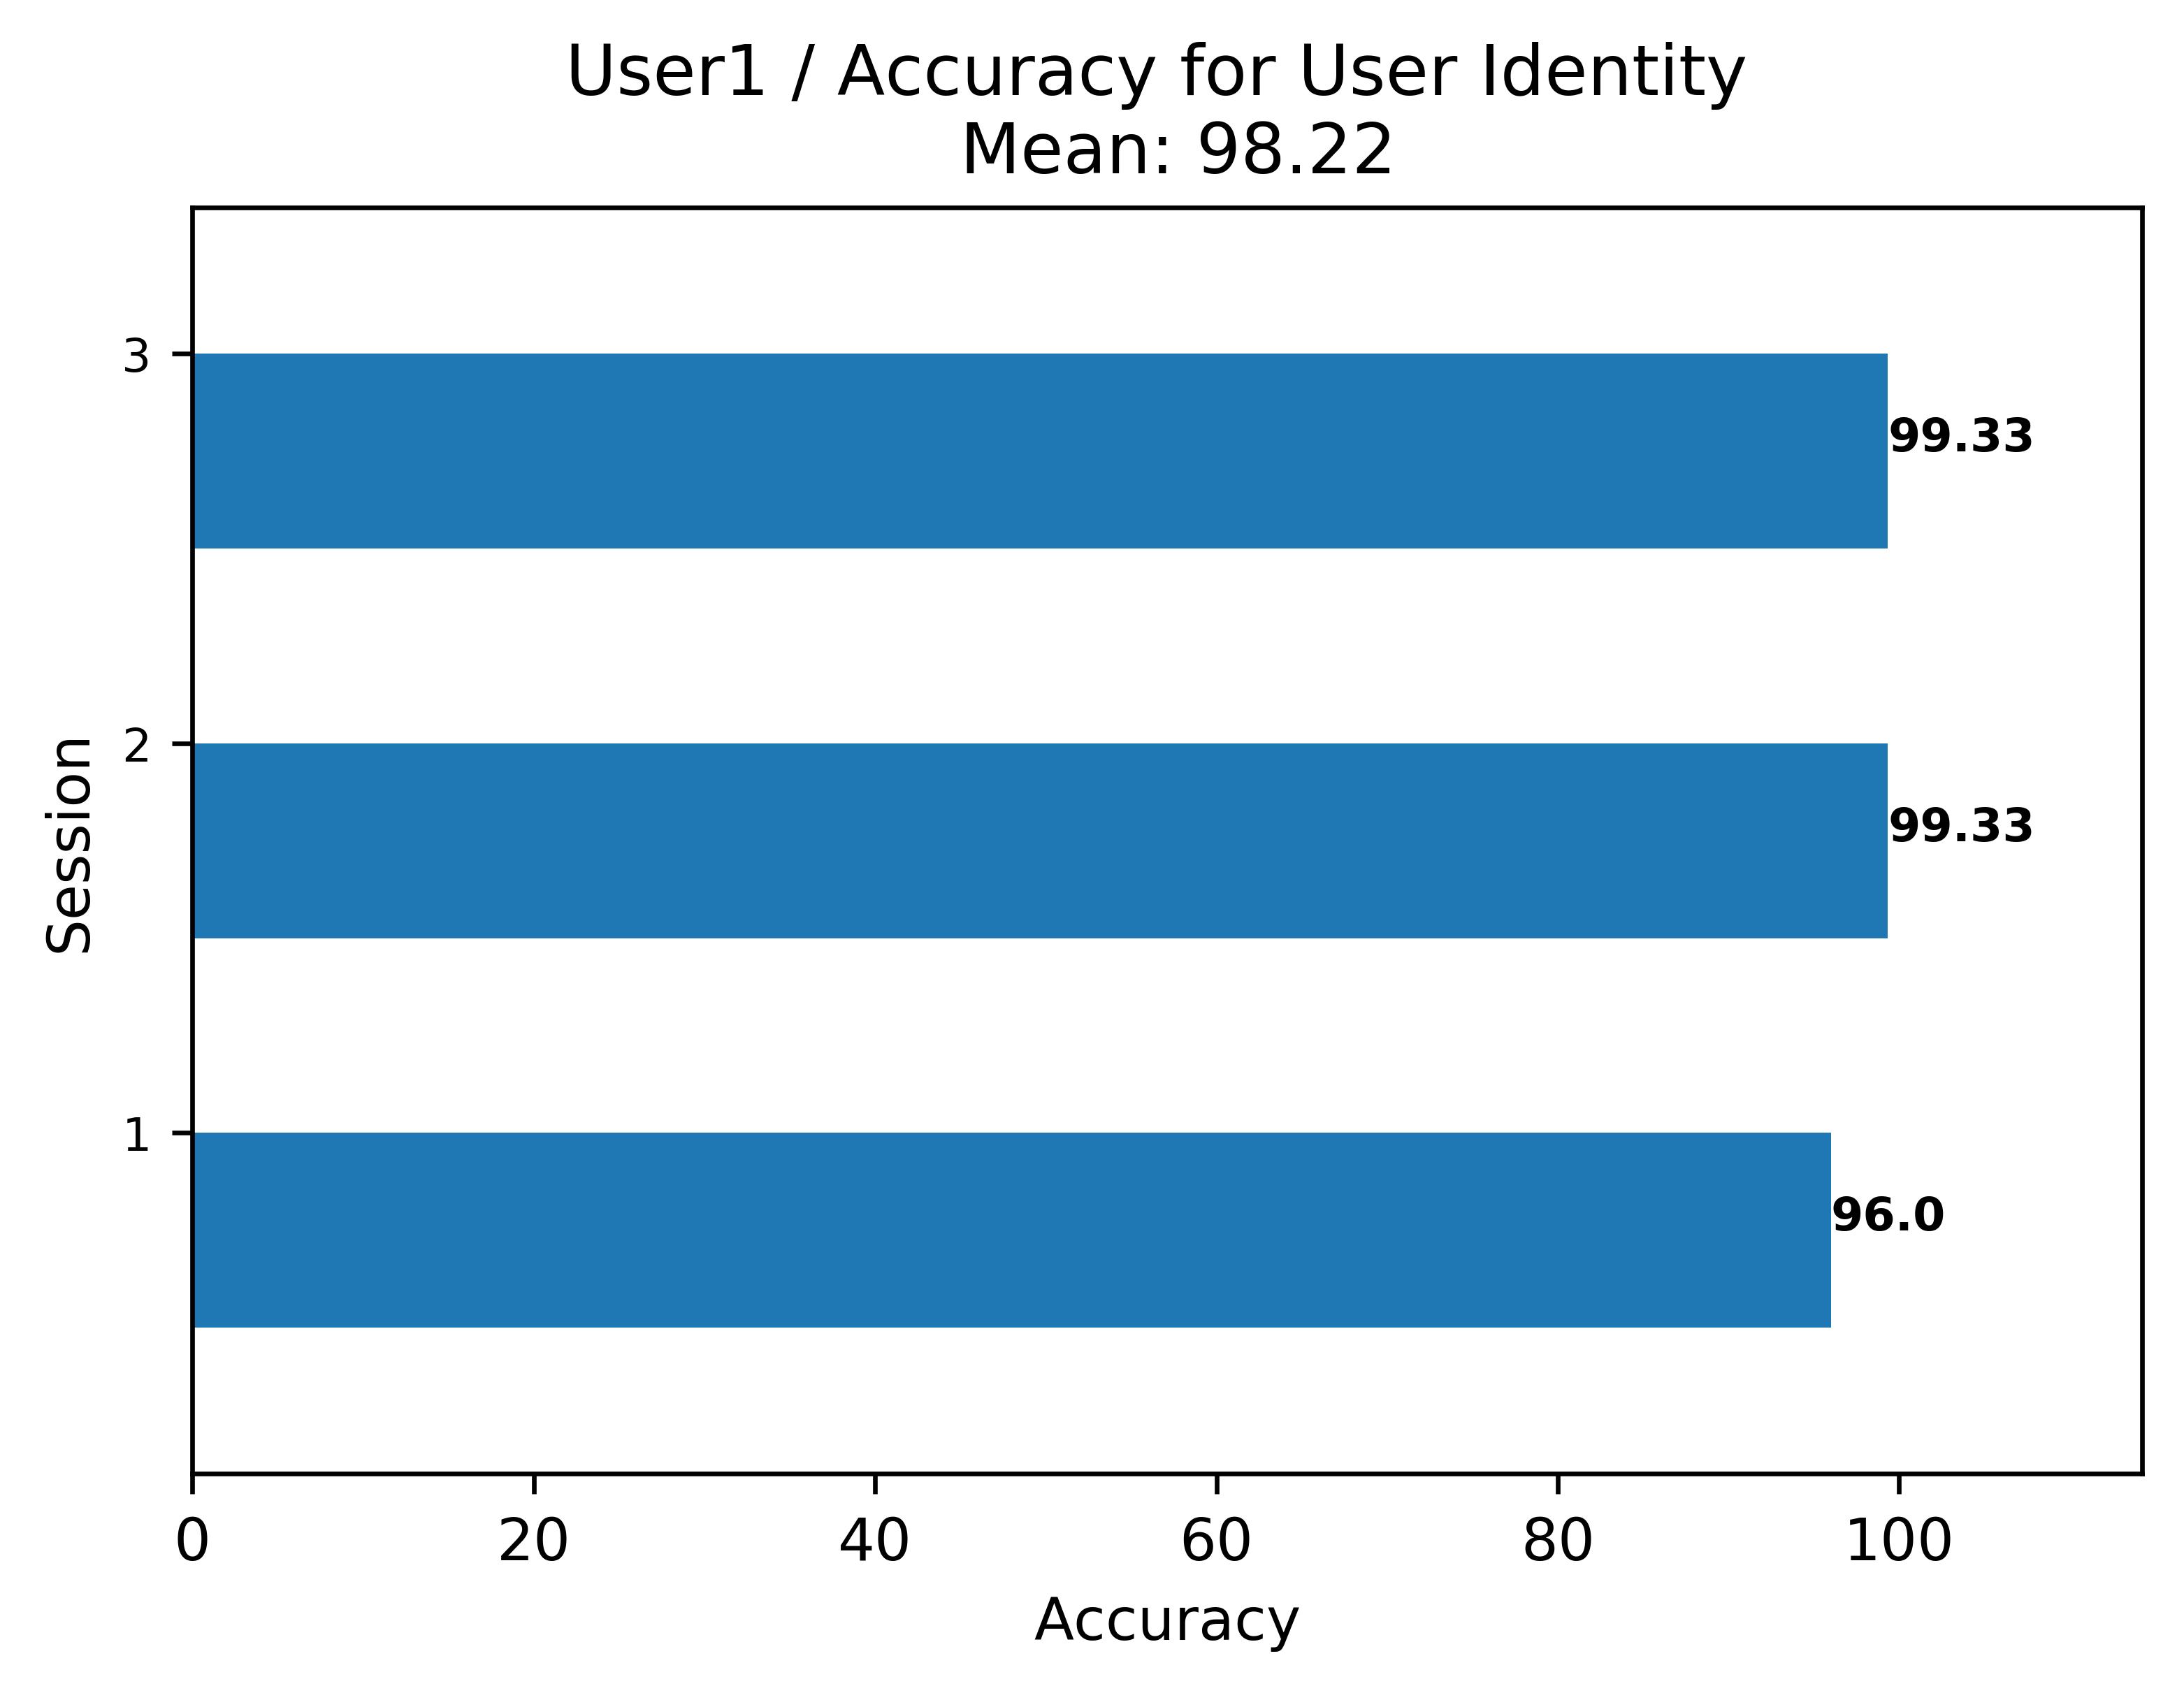 User1 / Accuracy for User Identity
Mean: 98.22
3
99.33
2
99.33
1
96.0
Session
0 20 40 60 80 100
Accuracy